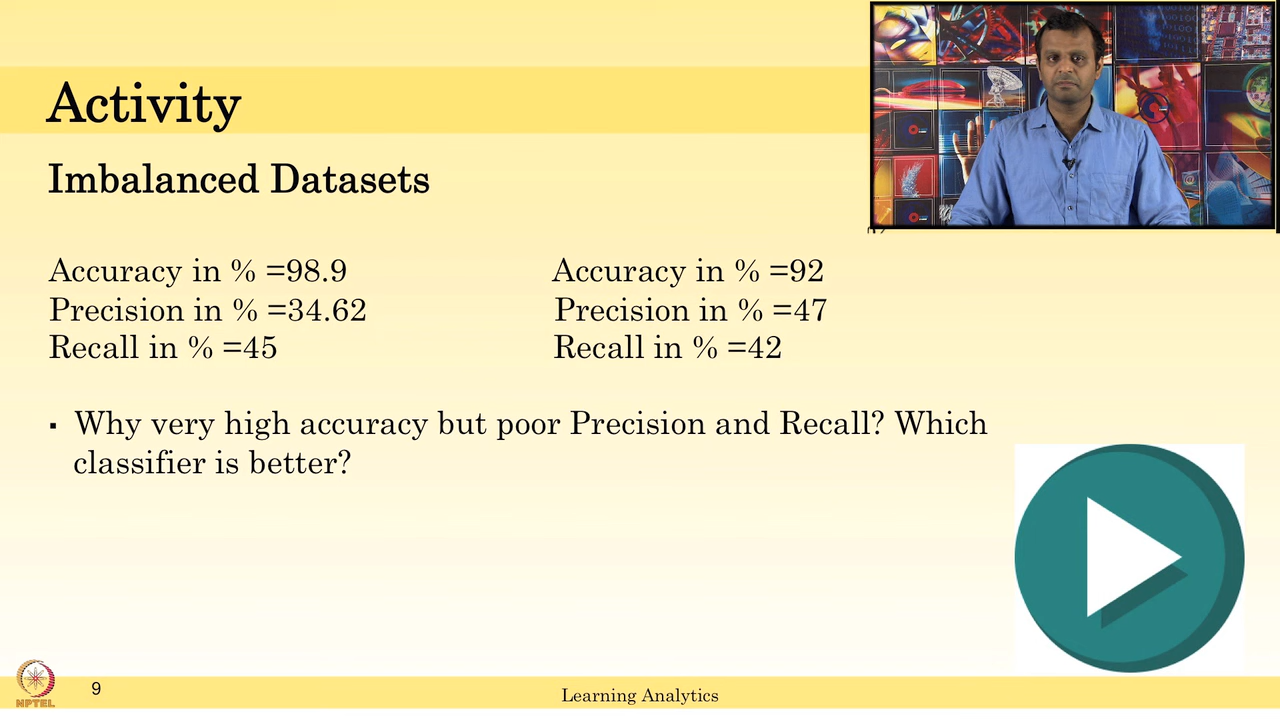 Activity
Imbalanced Datasets
Accuracy in % =98.9
Precision in % =34.62
Recall in % =45
Accuracy in % =92
Precision in % =47
Recall in % =42
▪ Why very high accuracy but poor Precision and Recall? Which
classifier is better?
NPTEL
9
Learning Analytics